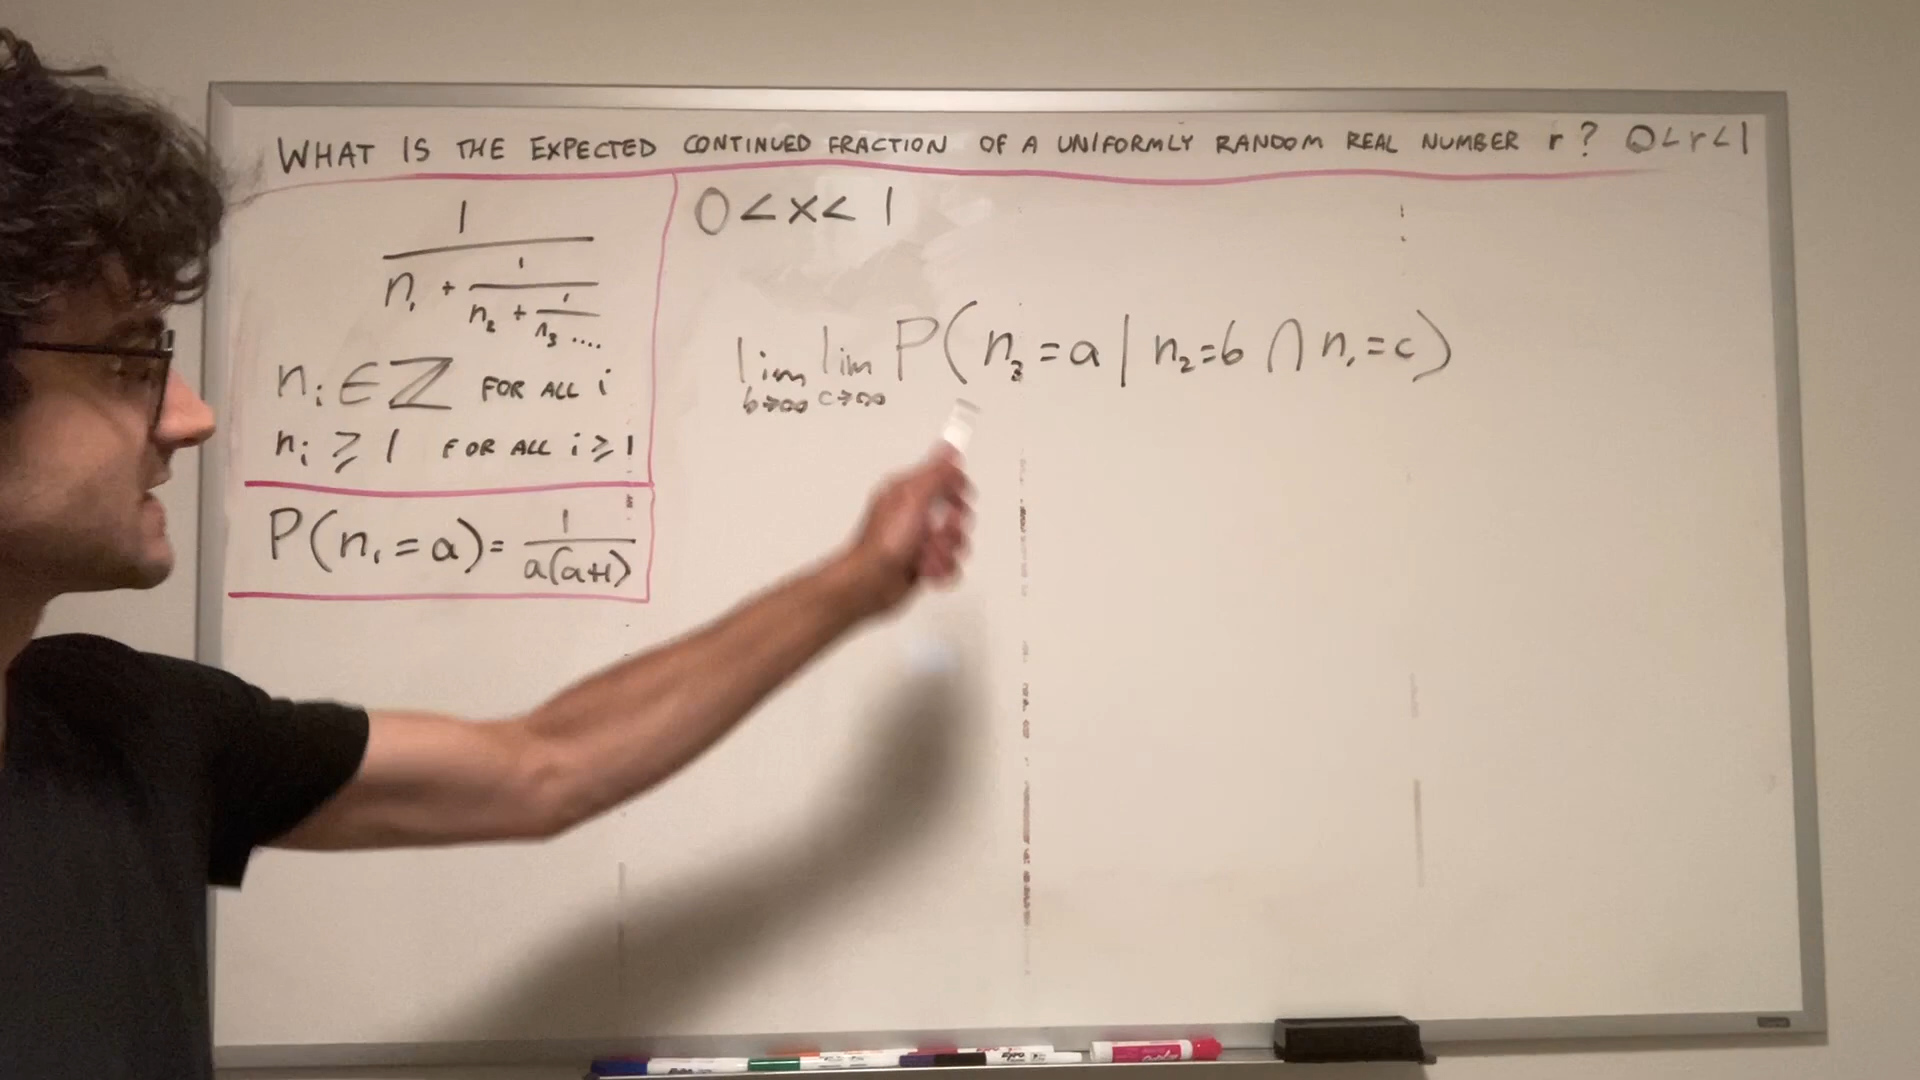 WHAT IS THE EXPECTED CONTINUED FRACTION OF A UNIFORMLY RANDOM REAL NUMBER r? 0<r<1
1
n₁ + 1
n₂ + 1
n₃ ....
nᵢ ∈ ℤ FOR ALL i
nᵢ ≥ 1 FOR ALL i ≥ 1
P(n₁ = a) = 1/a(a+1)
0 < x < 1
lim b→∞ lim c→∞ P(n₃ = a | n₂ = b ∩ n₁ = c)
EXPO